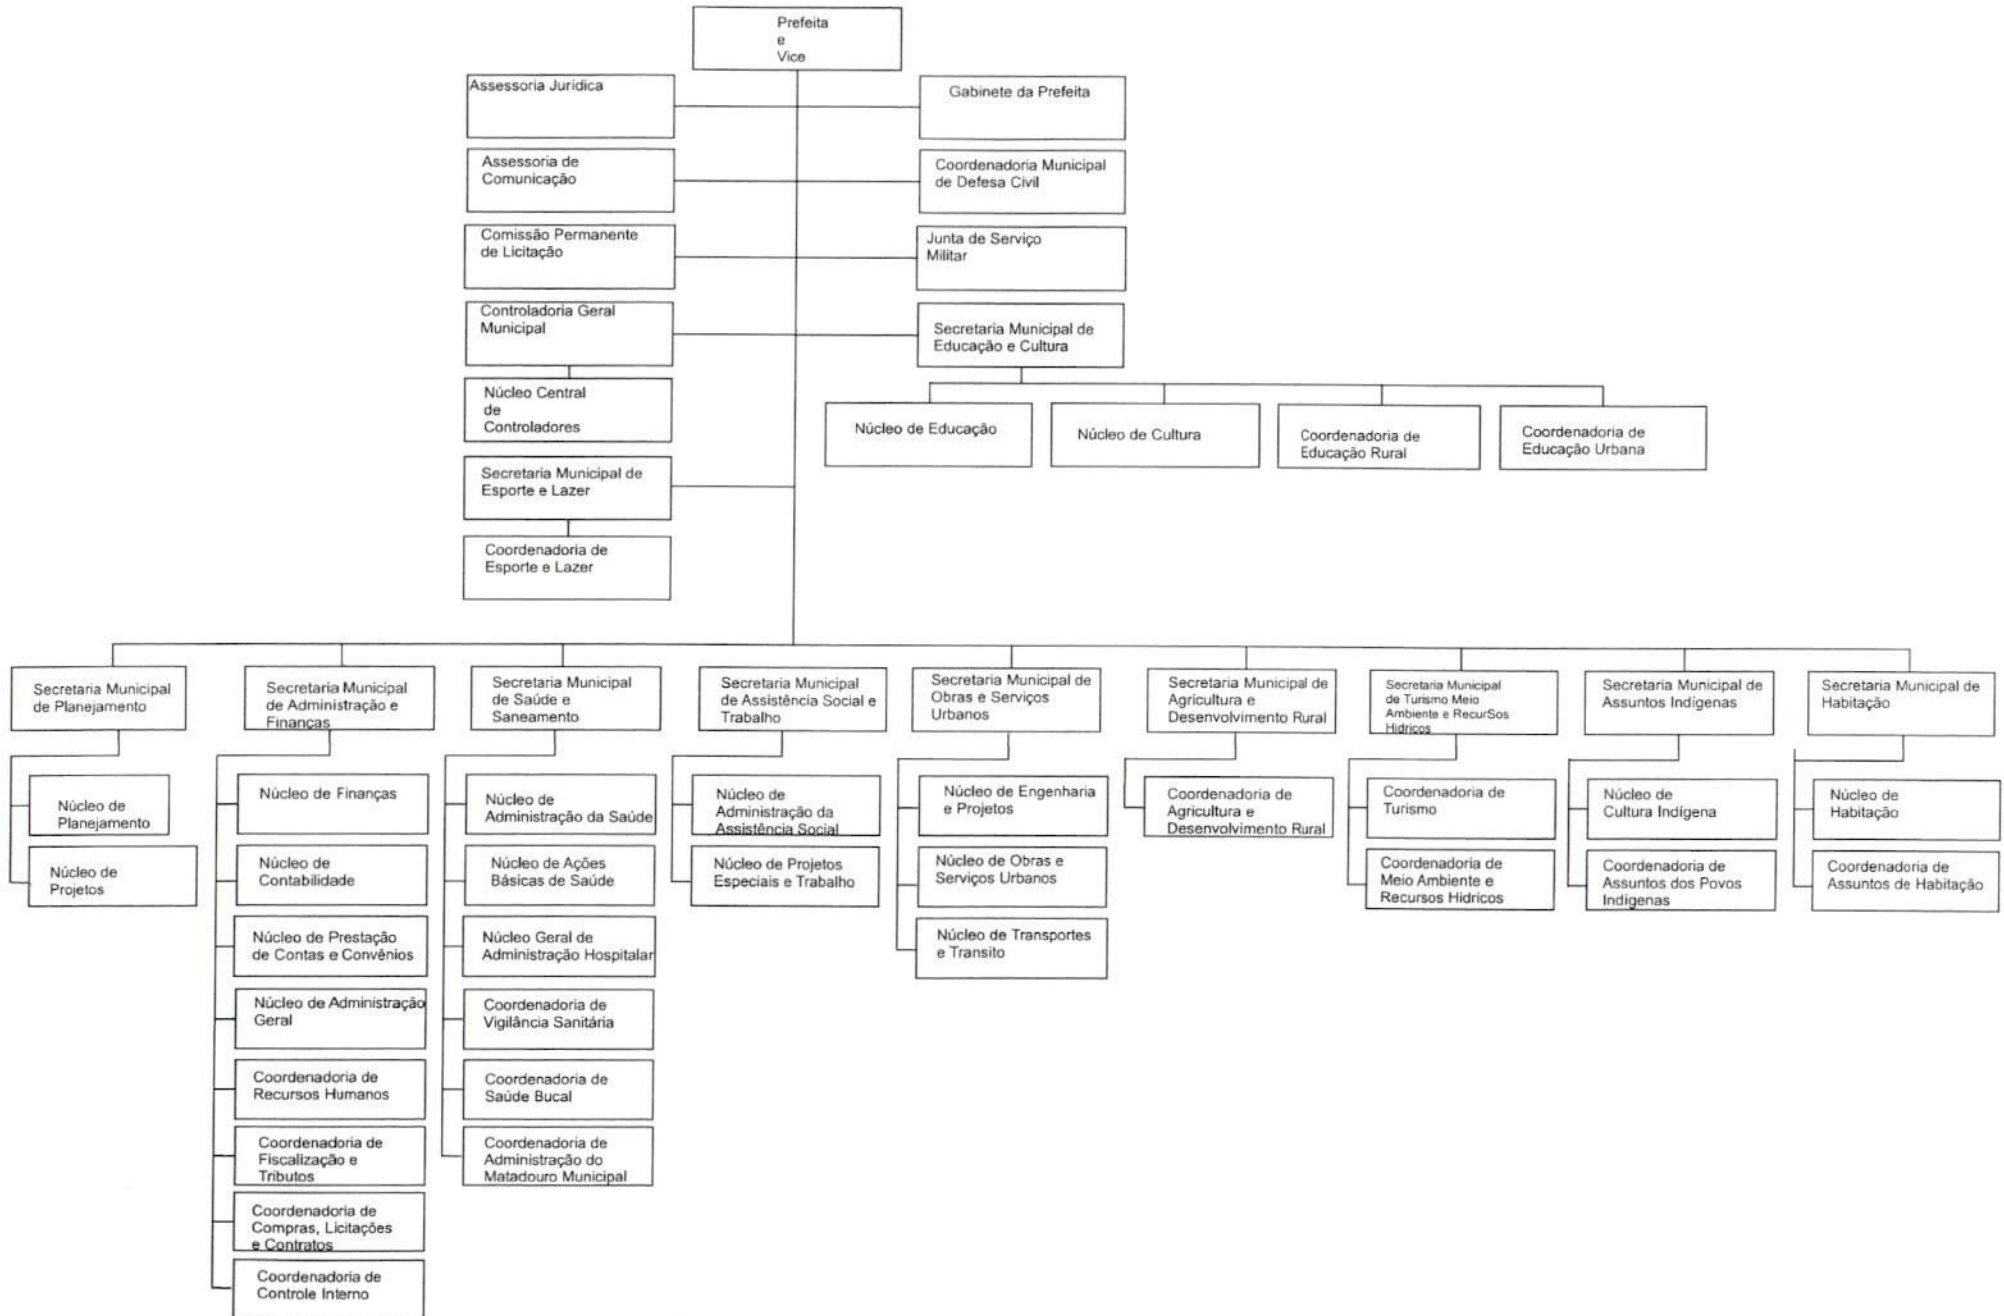 Prefeita
e
Vice
Assessoria Jurídica
Gabinete da Prefeita
Assessoria de
Comunicação
Coordenadoria Municipal
de Defesa Civil
Comissão Permanente
de Licitação
Junta de Serviço
Militar
Controladoria Geral
Municipal
Secretaria Municipal de
Educação e Cultura
Núcleo Central
de
Controladores
Núcleo de Educação
Núcleo de Cultura
Coordenadoria de
Educação Rural
Coordenadoria de
Educação Urbana
Secretaria Municipal de
Esporte e Lazer
Coordenadoria de
Esporte e Lazer
Secretaria Municipal
de Planejamento
Núcleo de
Planejamento
Núcleo de
Projetos
Secretaria Municipal
de Administração e
Finanças
Núcleo de Finanças
Núcleo de
Contabilidade
Núcleo de Prestação
de Contas e Convênios
Núcleo de Administração
Geral
Coordenadoria de
Recursos Humanos
Coordenadoria de
Fiscalização e
Tributos
Coordenadoria de
Compras, Licitações
e Contratos
Coordenadoria de
Controle Interno
Secretaria Municipal
de Saúde e
Saneamento
Núcleo de
Administração da Saúde
Núcleo de Ações
Básicas de Saúde
Núcleo Geral de
Administração Hospitalar
Coordenadoria de
Vigilância Sanitária
Coordenadoria de
Saúde Bucal
Coordenadoria de
Administração do
Matadouro Municipal
Secretaria Municipal
de Assistência Social e
Trabalho
Núcleo de
Administração da
Assistência Social
Núcleo de Projetos
Especiais e Trabalho
Secretaria Municipal de
Obras e Serviços
Urbanos
Núcleo de Engenharia
e Projetos
Núcleo de Obras e
Serviços Urbanos
Núcleo de Transportes
e Transito
Secretaria Municipal de
Agricultura e
Desenvolvimento Rural
Coordenadoria de
Agricultura e
Desenvolvimento Rural
Secretaria Municipal
de Turismo Meio
Ambiente e RecurSos
Hidricos
Coordenadoria de
Turismo
Coordenadoria de
Meio Ambiente e
Recursos Hidricos
Secretaria Municipal de
Assuntos Indígenas
Núcleo de
Cultura Indígena
Coordenadoria de
Assuntos dos Povos
Indígenas
Secretaria Municipal de
Habitação
Núcleo de
Habitação
Coordenadoria de
Assuntos de Habitação